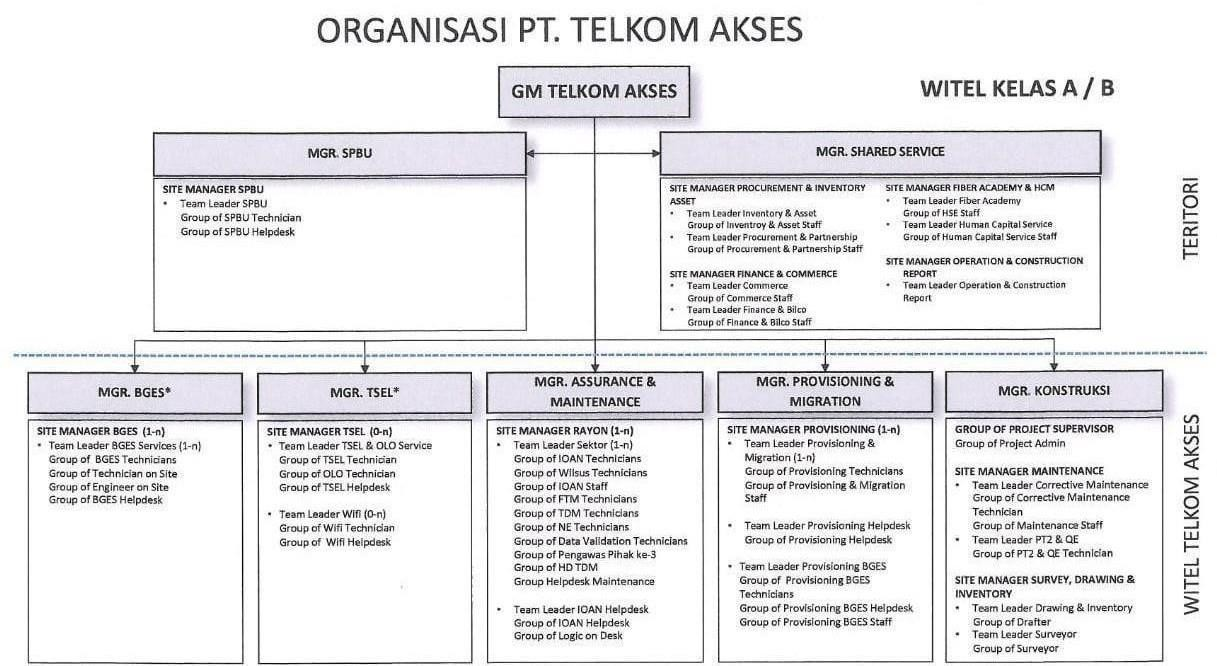 ORGANISASI PT. TELKOM AKSES
GM TELKOM AKSES
WITEL KELAS A / B
MGR. SPBU
SITE MANAGER SPBU
• Team Leader SPBU
Group of SPBU Technician
Group of SPBU Helpdesk
MGR. SHARED SERVICE
SITE MANAGER PROCUREMENT & INVENTORY
ASSET
• Team Leader Inventory & Asset
Group of Inventroy & Asset Staff
• Team Leader Procurement & Partnership
Group of Procurement & Partnership Staff
SITE MANAGER FINANCE & COMMERCE
• Team Leader Commerce
Group of Commerce Staff
• Team Leader Finance & Bilco
Group of Finance & Bilco Staff
SITE MANAGER FIBER ACADEMY & HCM
• Team Leader Fiber Academy
Group of HSE Staff
• Team Leader Human Capital Service
Group of Human Capital Service Staff
SITE MANAGER OPERATION & CONSTRUCTION
REPORT
• Team Leader Operation & Construction
Report
TERITORI
MGR. BGES*
SITE MANAGER BGES (1-n)
• Team Leader BGES Services (1-n)
Group of BGES Technicians
Group of Technician on Site
Group of Engineer on Site
Group of BGES Helpdesk
MGR. TSEL*
SITE MANAGER TSEL (0-n)
• Team Leader TSEL & OLO Service
Group of TSEL Technician
Group of OLO Technician
Group of TSEL Helpdesk
• Team Leader Wifi (0-n)
Group of Wifi Technician
Group of Wifi Helpdesk
MGR. ASSURANCE &
MAINTENANCE
SITE MANAGER RAYON (1-n)
• Team Leader Sektor (1-n)
Group of IOAN Technicians
Group of Wilsus Technicians
Group of IOAN Staff
Group of FTM Technicians
Group of TDM Technicians
Group of NE Technicians
Group of Data Validation Technicians
Group of Pengawas Pihak ke-3
Group of HD TDM
Group Helpdesk Maintenance
• Team Leader IOAN Helpdesk
Group of IOAN Helpdesk
Group of Logic on Desk
MGR. PROVISIONING &
MIGRATION
SITE MANAGER PROVISIONING (1-n)
• Team Leader Provisioning &
Migration (1-n)
Group of Provisioning Technicians
Group of Provisioning & Migration
Staff
• Team Leader Provisioning Helpdesk
Group of Provisioning Helpdesk
• Team Leader Provisioning BGES
Group of Provisioning BGES
Technicians
Group of Provisioning BGES Helpdesk
Group of Provisioning BGES Staff
MGR. KONSTRUKSI
GROUP OF PROJECT SUPERVISOR
Group of Project Admin
SITE MANAGER MAINTENANCE
• Team Leader Corrective Maintenance
Group of Corrective Maintenance
Technician
Group of Maintenance Staff
• Team Leader PT2 & QE
Group of PT2 & QE Technician
SITE MANAGER SURVEY, DRAWING &
INVENTORY
• Team Leader Drawing & Inventory
Group of Drafter
• Team Leader Surveyor
Group of Surveyor
WITEL TELKOM AKSES